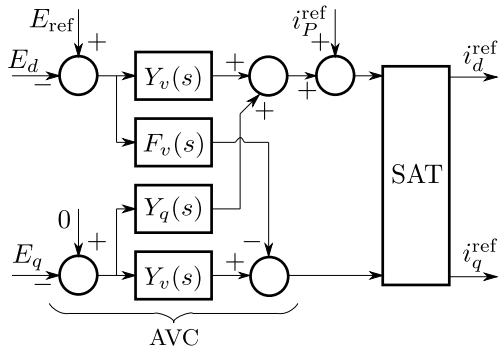 E_ref
i_P^ref
+
+
E_d
−
Y_v(s)
+
+
+
i_d^ref
F_v(s)
SAT
0
Y_q(s)
+
−
E_q
−
Y_v(s)
+
i_q^ref
AVC